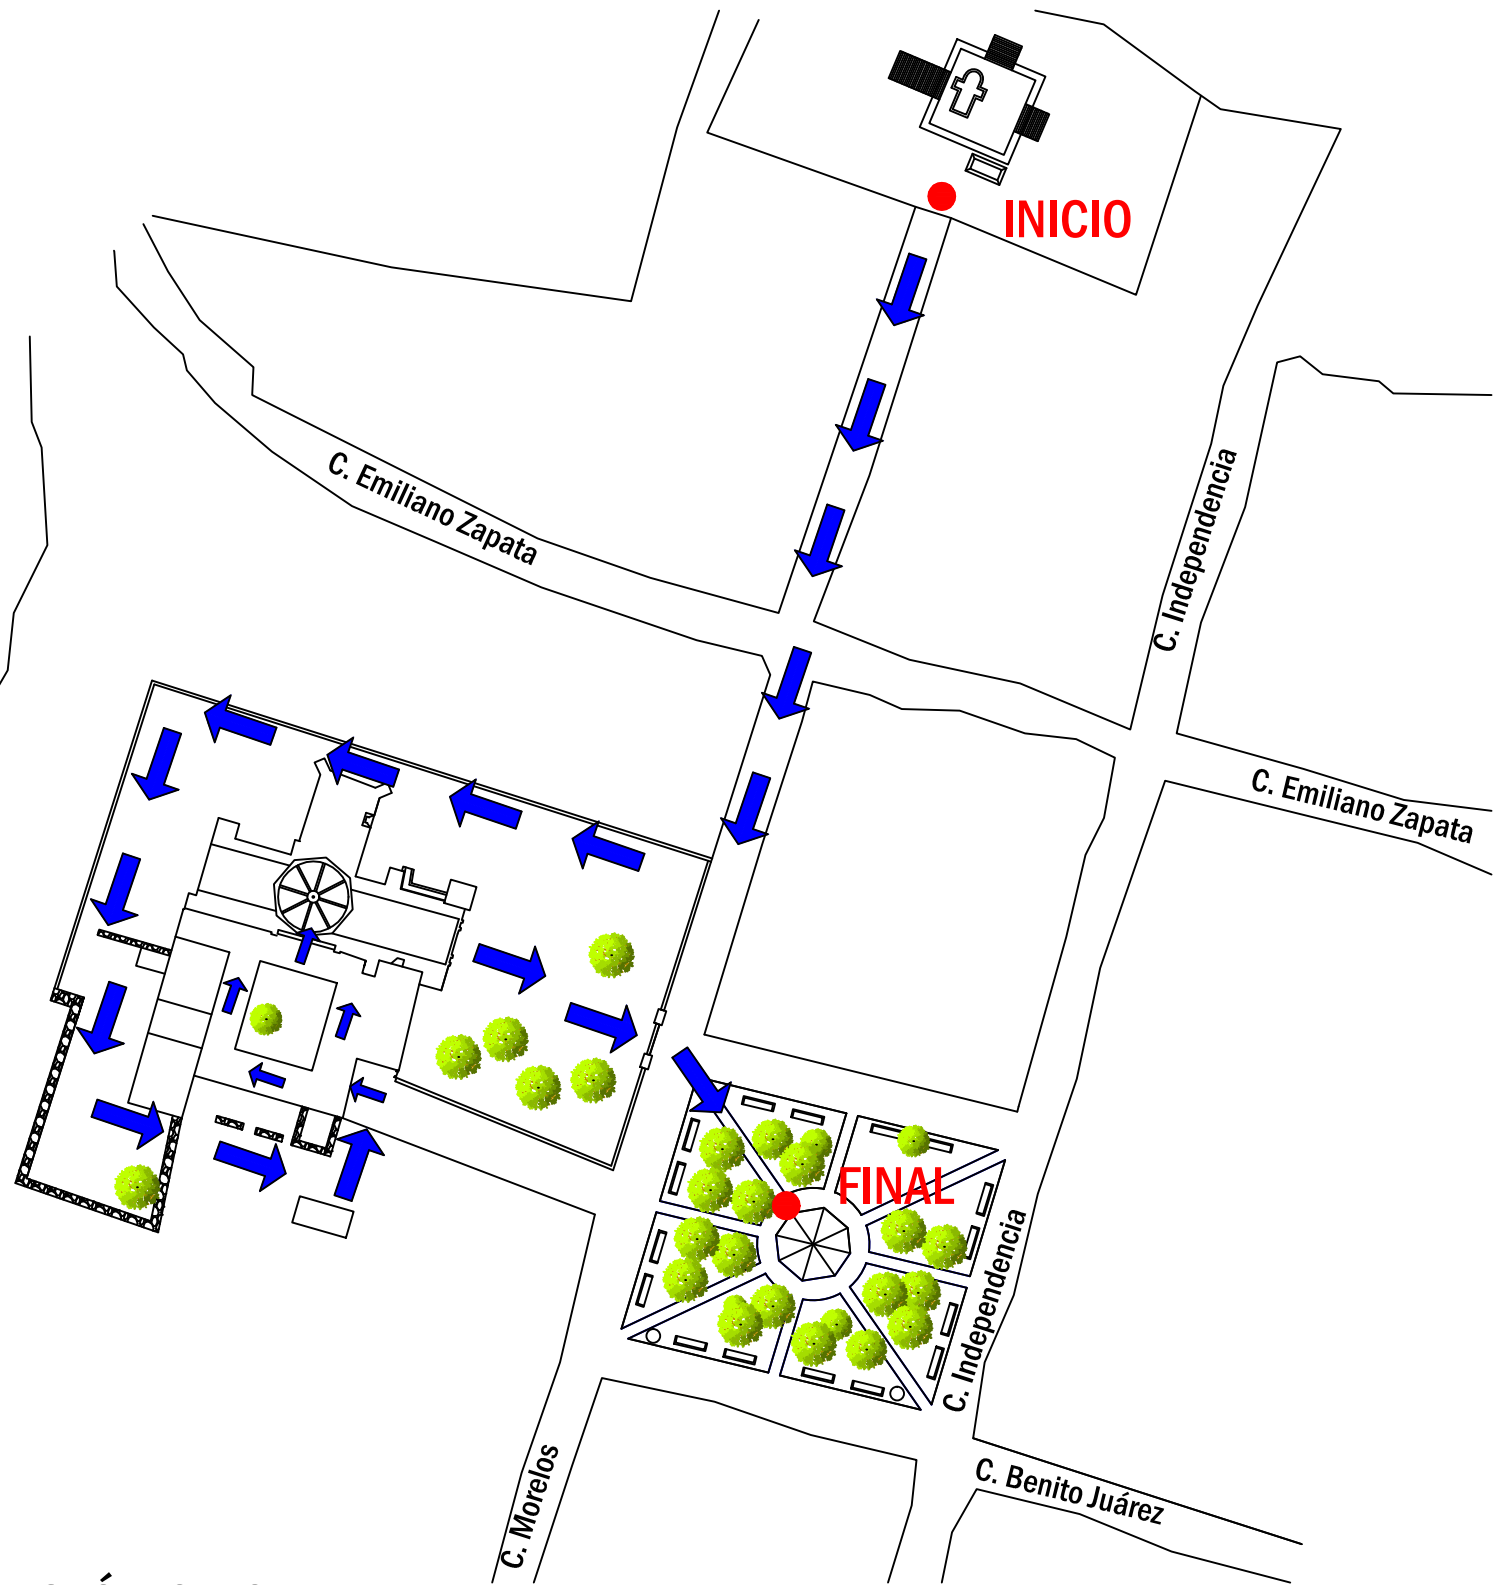 INICIO
C. Emiliano Zapata
C. Independencia
C. Emiliano Zapata
FINAL
C. Independencia
C. Morelos
C. Benito Juárez